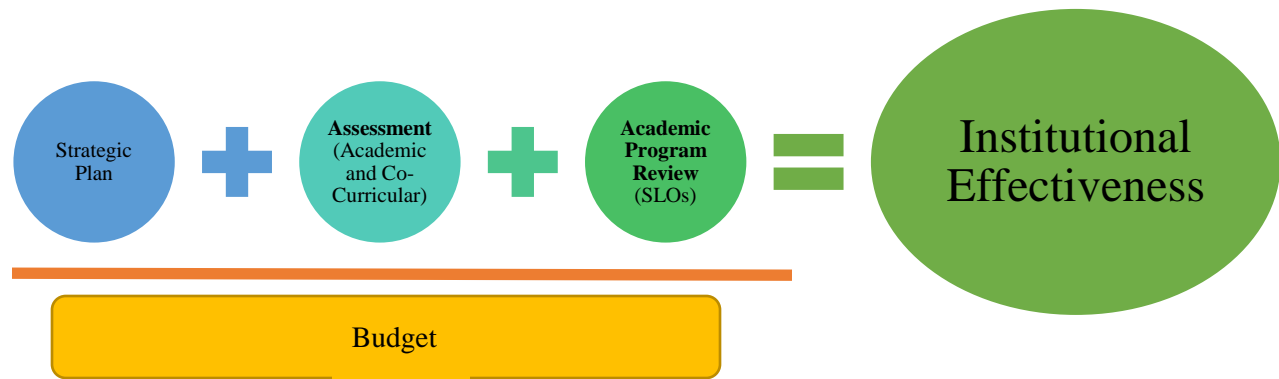 Strategic
Plan
Assessment
(Academic
and Co-
Curricular)
Academic
Program
Review
(SLOs)
Institutional
Effectiveness
Budget